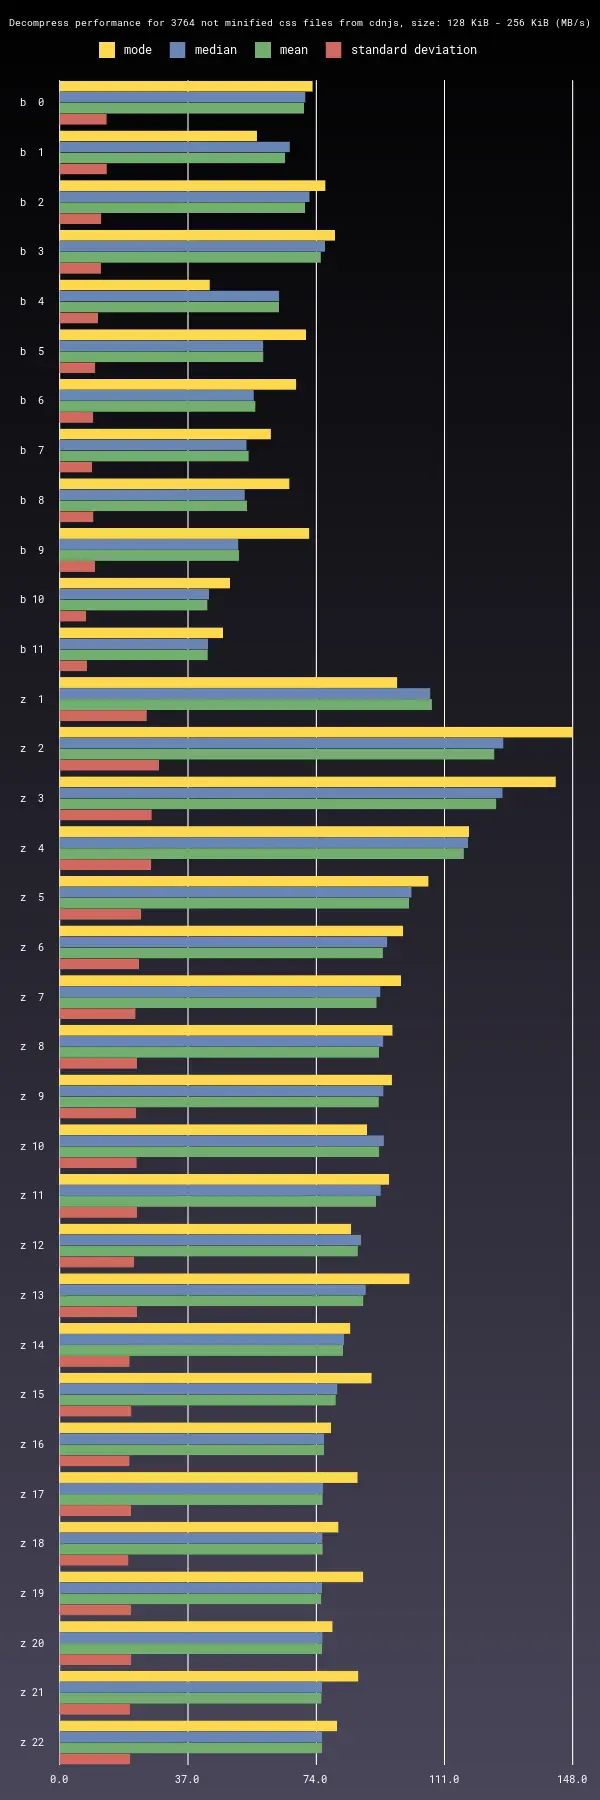 Decompress performance for 3764 not minified css files from cdnjs, size: 128 KiB - 256 KiB (MB/s)
mode median mean standard deviation
b 0
b 1
b 2
b 3
b 4
b 5
b 6
b 7
b 8
b 9
b 10
b 11
z 1
z 2
z 3
z 4
z 5
z 6
z 7
z 8
z 9
z 10
z 11
z 12
z 13
z 14
z 15
z 16
z 17
z 18
z 19
z 20
z 21
z 22
0.0 37.0 74.0 111.0 148.0